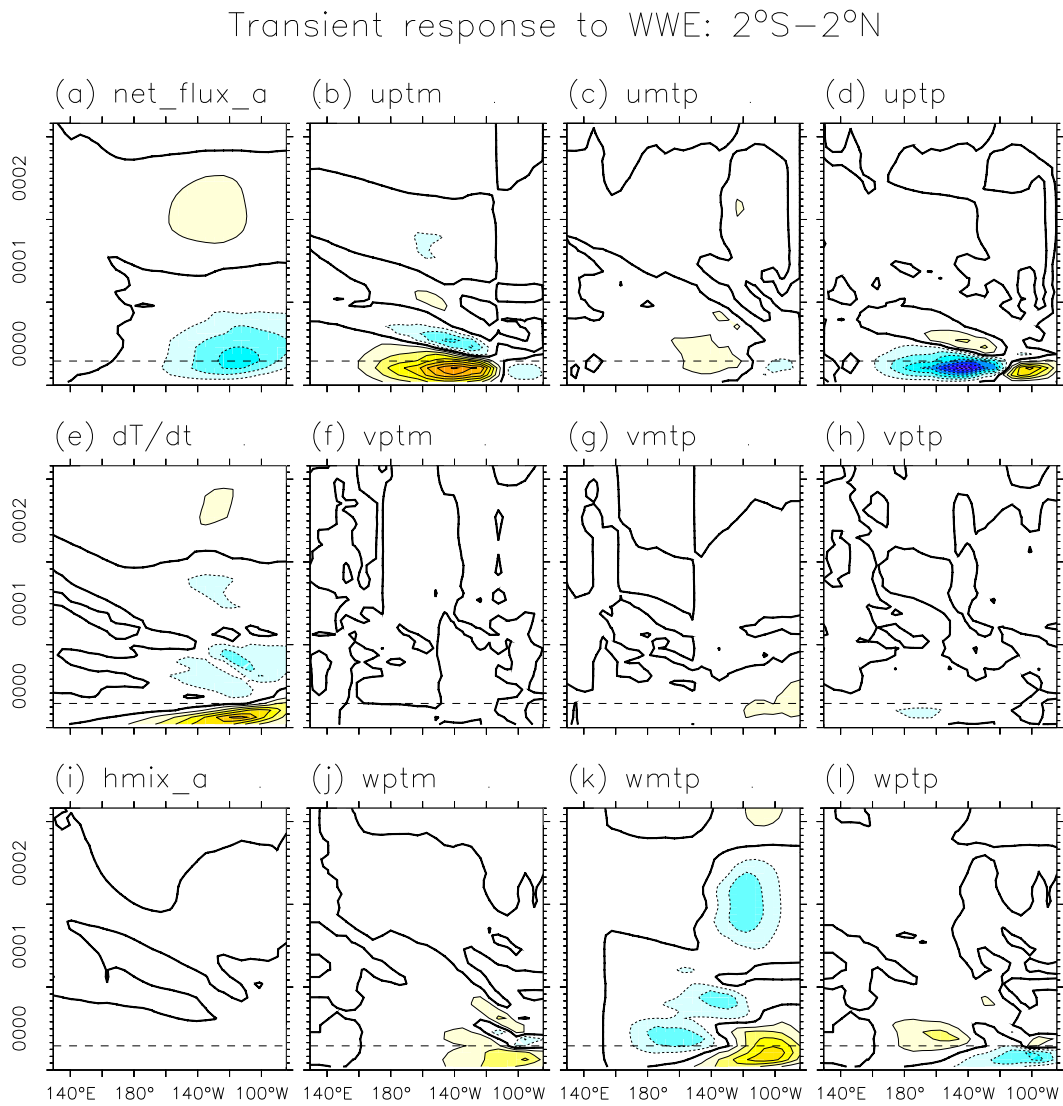 Transient response to WWE: 2°S–2°N
(a) net_flux_a (b) uptm (c) umtp (d) uptp
0002
0001
0000
(e) dT/dt (f) vptm (g) vmtp (h) vptp
0002
0001
0000
(i) hmix_a (j) wptm (k) wmtp (l) wptp
0002
0001
0000
140°E 180° 140°W 100°W 140°E 180° 140°W 100°W 140°E 180° 140°W 100°W 140°E 180° 140°W 100°W